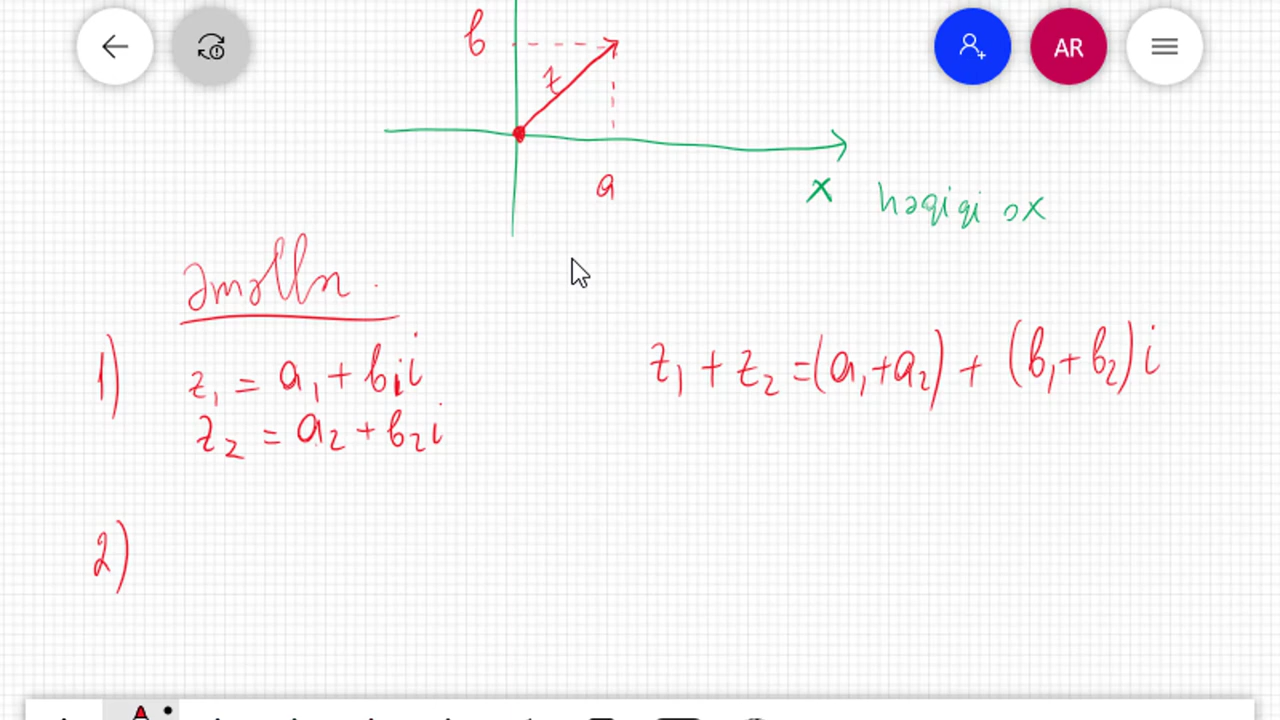 b
AR
z
a
x həqiqi ox
Əməllər.
1) z₁ = a₁ + b₁i z₁ + z₂ = (a₁+a₂) + (b₁+b₂)i
z₂ = a₂ + b₂i
2)